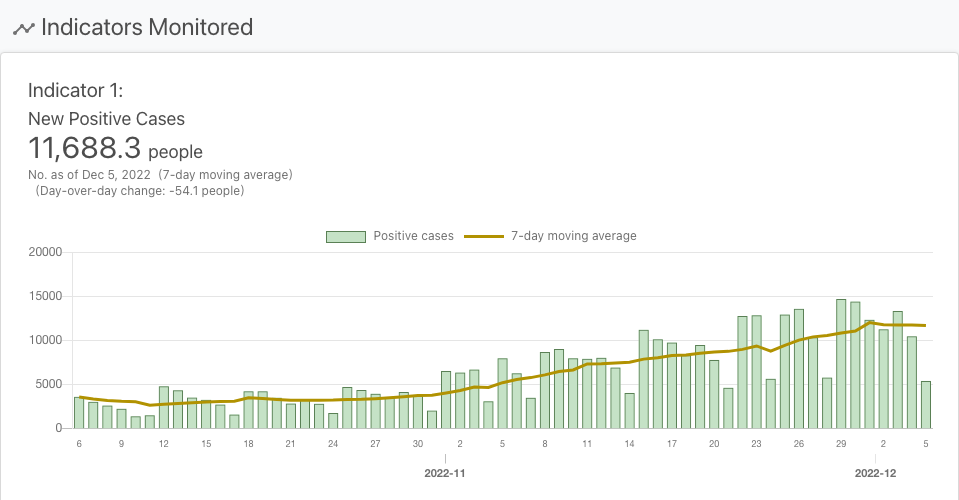 Indicators Monitored
Indicator 1:
New Positive Cases
11,688.3 people
No. as of Dec 5, 2022 (7-day moving average)
(Day-over-day change: -54.1 people)
Positive cases 7-day moving average
20000
15000
10000
5000
0
6 9 12 15 18 21 24 27 30 2 5 8 11 14 17 20 23 26 29 2 5
2022-11 2022-12